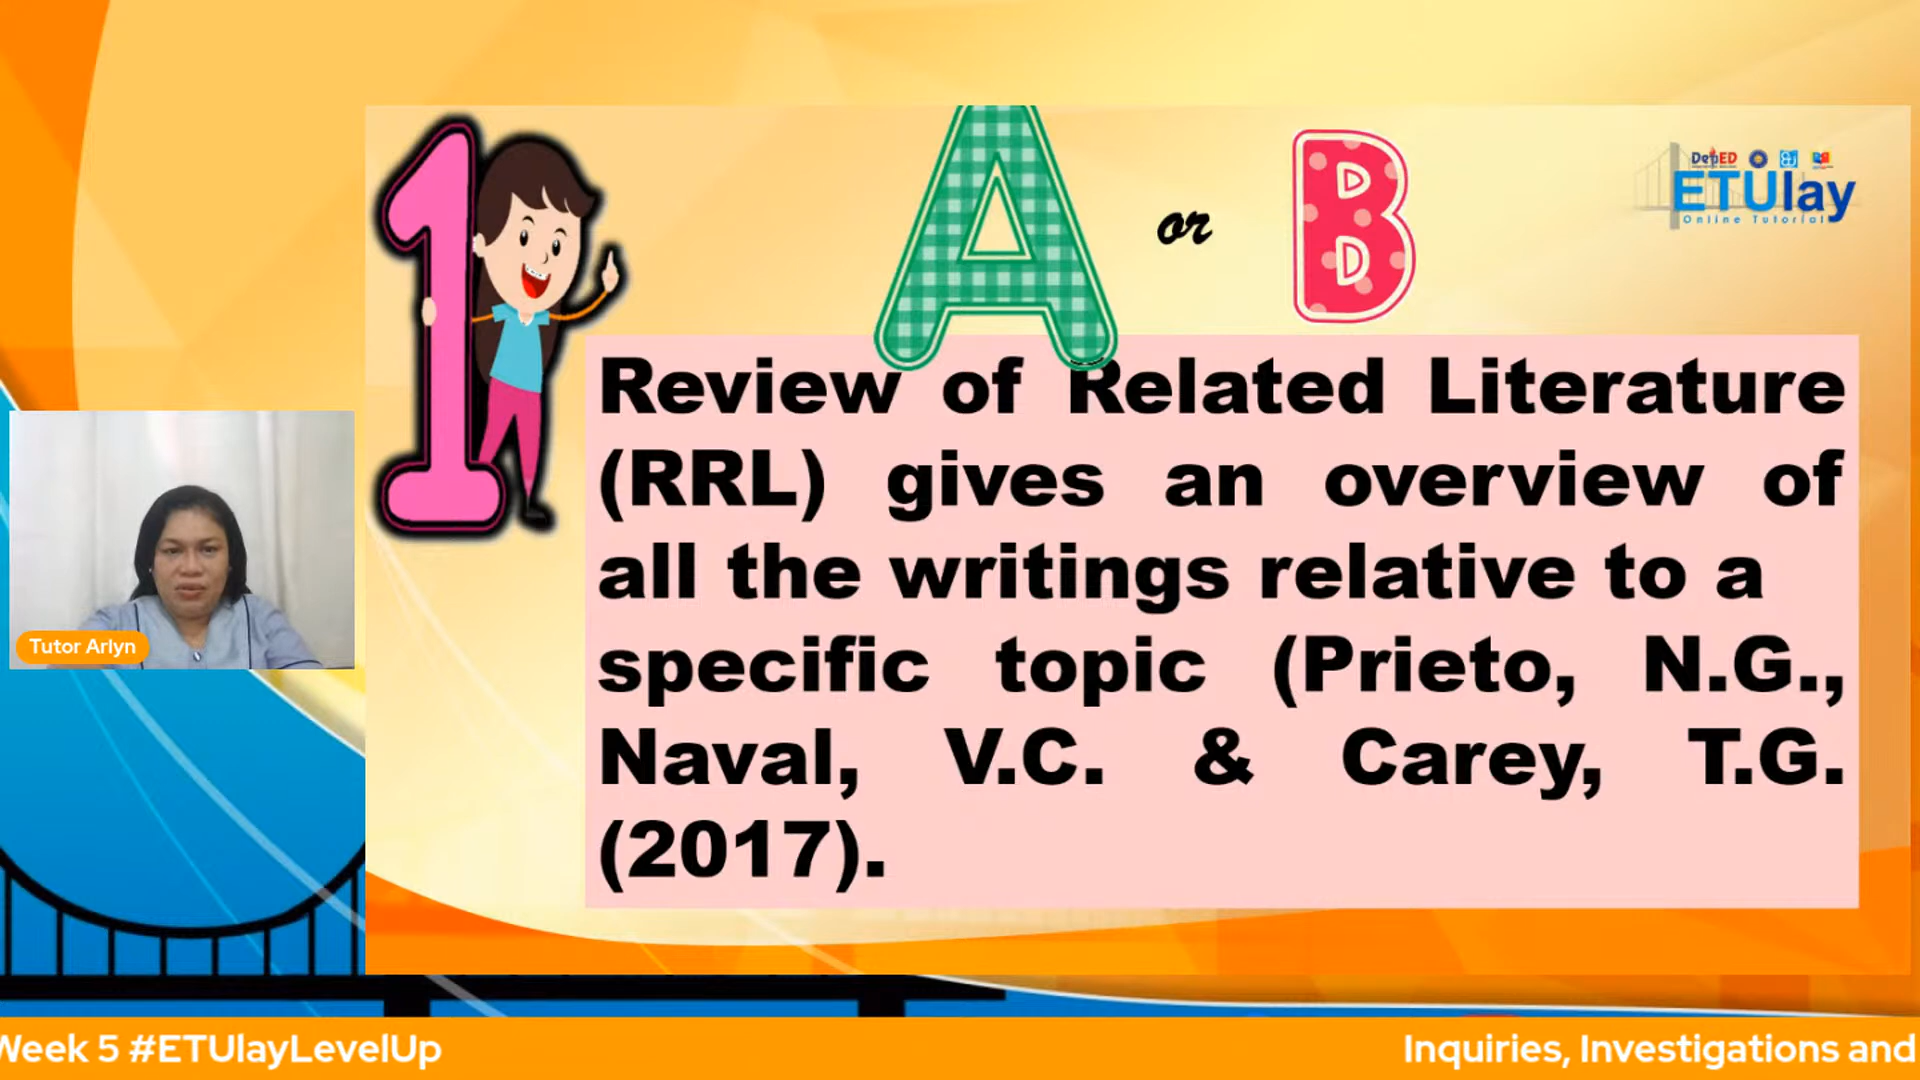 1
A or B
DepED
ETUlay
Online Tutorial
Review of Related Literature
(RRL) gives an overview of
all the writings relative to a
specific topic (Prieto, N.G.,
Naval, V.C. & Carey, T.G.
(2017).
Tutor Arlyn
Week 5 #ETUlayLevelUp
Inquiries, Investigations and